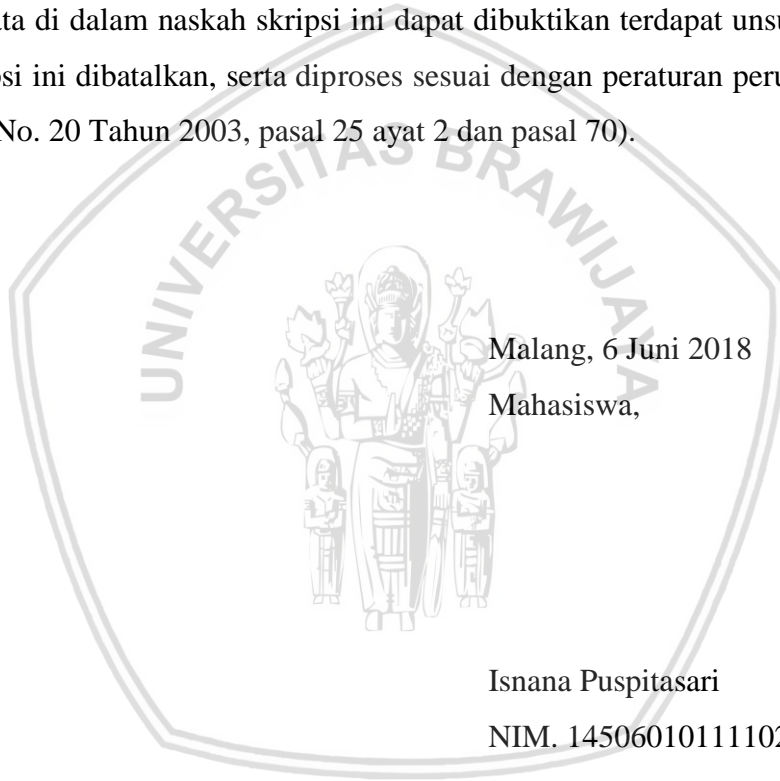 ata di dalam naskah skripsi ini dapat dibuktikan terdapat unsu
psi ini dibatalkan, serta diproses sesuai dengan peraturan peru
No. 20 Tahun 2003, pasal 25 ayat 2 dan pasal 70).
UNIVERSITAS BRAWIJAYA
Malang, 6 Juni 2018
Mahasiswa,
Isnana Puspitasari
NIM. 14506010111102